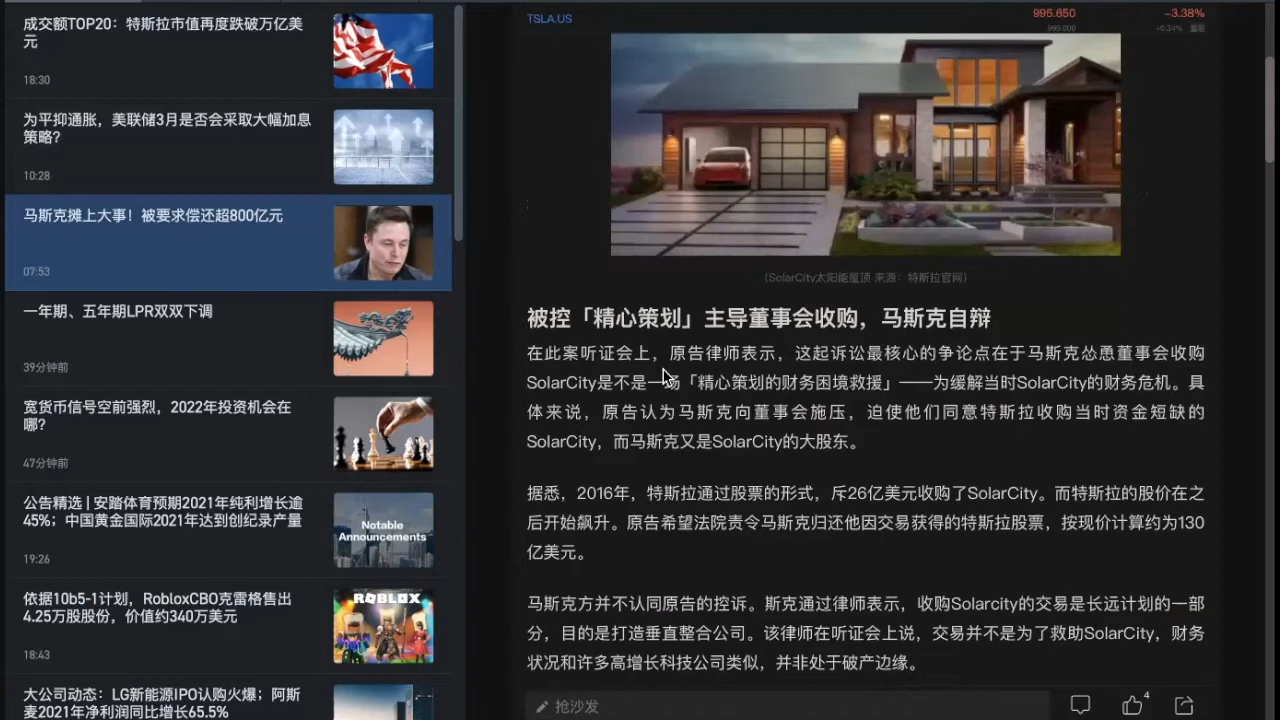 成交额TOP20：特斯拉市值再度跌破万亿美
元
18:30
为平抑通胀，美联储3月是否会采取大幅加息
策略？
10:28
马斯克摊上大事！被要求偿还超800亿元
07:53
一年期、五年期LPR双双下调
39分钟前
宽货币信号空前强烈，2022年投资机会在
哪？
47分钟前
公告精选 | 安踏体育预期2021年纯利增长逾
45%；中国黄金国际2021年达到创纪录产量
Notable
Announcements
19:26
依据10b5-1计划，RobloxCBO克雷格售出
4.25万股股份，价值约340万美元
ROBLOX
18:43
大公司动态：LG新能源IPO认购火爆；阿斯
麦2021年净利润同比增长65.5%
TSLA.US
995.650
-3.38%
999.000
+0.34%
（SolarCity太阳能屋顶 来源：特斯拉官网）
被控「精心策划」主导董事会收购，马斯克自辩
在此案听证会上，原告律师表示，这起诉讼最核心的争论点在于马斯克怂恿董事会收购
SolarCity是不是一场「精心策划的财务困境救援」——为缓解当时SolarCity的财务危机。具
体来说，原告认为马斯克向董事会施压，迫使他们同意特斯拉收购当时资金短缺的
SolarCity，而马斯克又是SolarCity的大股东。
据悉，2016年，特斯拉通过股票的形式，斥26亿美元收购了SolarCity。而特斯拉的股价在之
后开始飙升。原告希望法院责令马斯克归还他因交易获得的特斯拉股票，按现价计算约为130
亿美元。
马斯克方并不认同原告的控诉。斯克通过律师表示，收购Solarcity的交易是长远计划的一部
分，目的是打造垂直整合公司。该律师在听证会上说，交易并不是为了救助SolarCity，财务
状况和许多高增长科技公司类似，并非处于破产边缘。
抢沙发
4